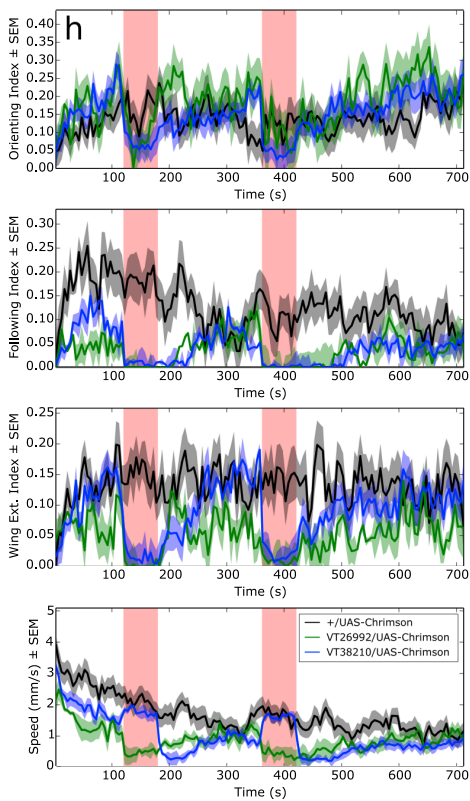 h
Orienting Index ± SEM
0.40
0.35
0.30
0.25
0.20
0.15
0.10
0.05
0.00
100 200 300 400 500 600 700
Time (s)
Following Index ± SEM
0.30
0.25
0.20
0.15
0.10
0.05
0.00
100 200 300 400 500 600 700
Time (s)
Wing Ext. Index ± SEM
0.25
0.20
0.15
0.10
0.05
0.00
100 200 300 400 500 600 700
Time (s)
Speed (mm/s) ± SEM
5
4
3
2
1
0
+/UAS-Chrimson
VT26992/UAS-Chrimson
VT38210/UAS-Chrimson
0 100 200 300 400 500 600 700
Time (s)